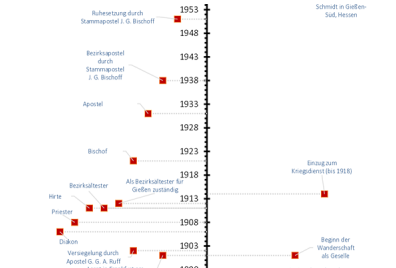 Ruhesetzung durch
Stammapostel J. G. Bischoff
1953
Schmidt in Gießen-
Süd, Hessen
1948
Bezirksapostel
durch
Stammapostel
J. G. Bischoff
1943
1938
Apostel
1933
1928
Bischof
1923
Einzug zum
Kriegsdienst (bis 1918)
1918
Bezirksältester
Als Bezirksältester für
Gießen zuständig
Hirte
1913
Priester
1908
Diakon
1903
Beginn der
Wanderschaft
als Geselle
Versiegelung durch
Apostel G. G. A. Ruff